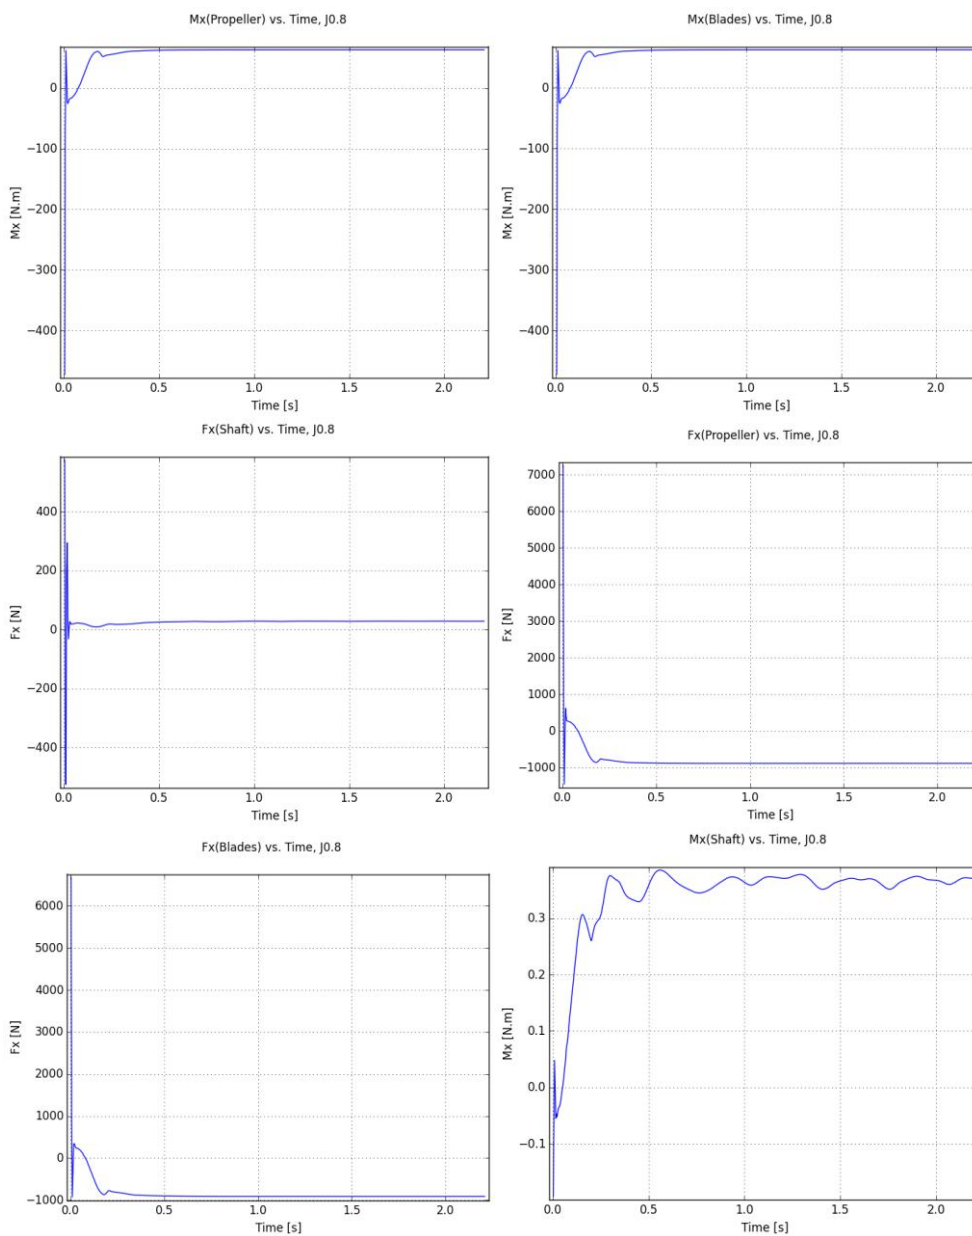 Mx(Propeller) vs. Time, J0.8
0
−100
−200
−300
−400
Mx [N.m]
0.0 0.5 1.0 1.5 2.0
Time [s]
Mx(Blades) vs. Time, J0.8
0
−100
−200
−300
−400
Mx [N.m]
0.0 0.5 1.0 1.5 2.0
Time [s]
Fx(Shaft) vs. Time, J0.8
400
200
0
−200
−400
Fx [N]
0.0 0.5 1.0 1.5 2.0
Time [s]
Fx(Propeller) vs. Time, J0.8
7000
6000
5000
4000
3000
2000
1000
0
−1000
Fx [N]
0.0 0.5 1.0 1.5 2.0
Time [s]
Fx(Blades) vs. Time, J0.8
6000
5000
4000
3000
2000
1000
0
−1000
Fx [N]
0.0 0.5 1.0 1.5 2.0
Time [s]
Mx(Shaft) vs. Time, J0.8
0.3
0.2
0.1
0.0
−0.1
Mx [N.m]
0.0 0.5 1.0 1.5 2.0
Time [s]